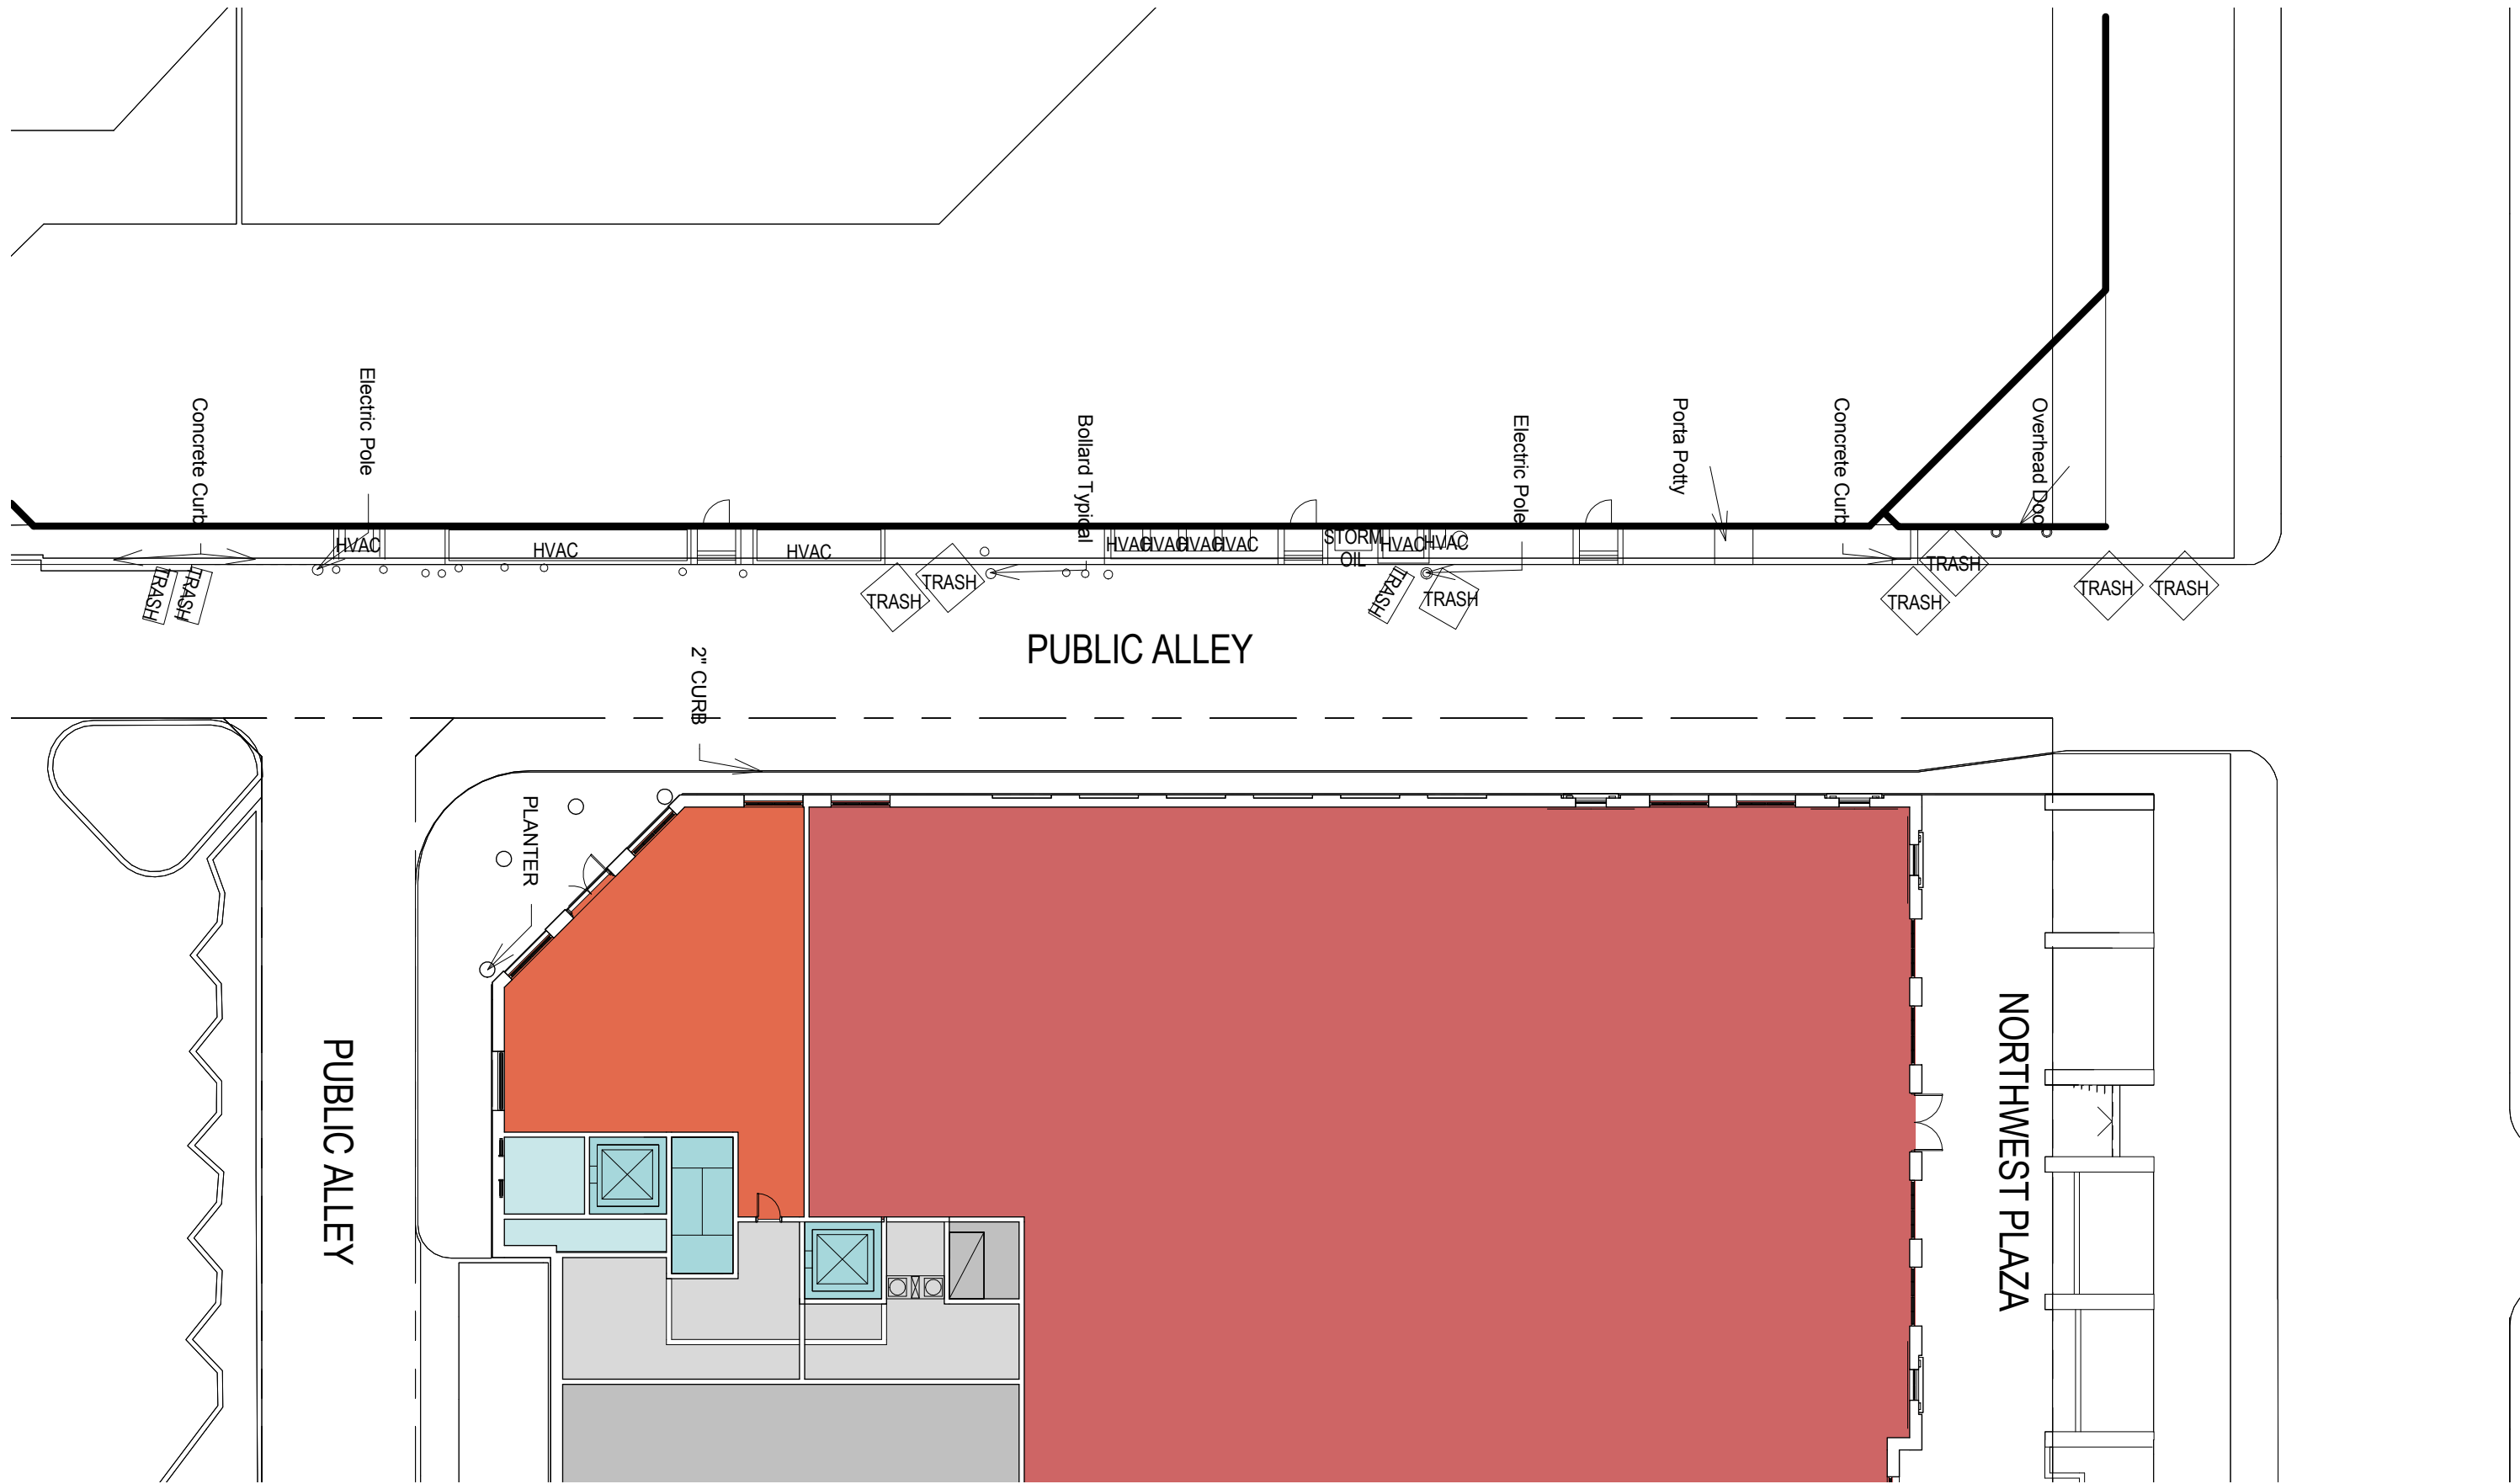 Electric Pole
Concrete Curb
Bollard Typical
Electric Pole
Porta Potty
Concrete Curb
Overhead Doo
HVAC
HVAC
HVAC
HVAC
HVAC
HVAC
HVAC
STORM
OIL
HVAC
HVAC
TRASH
TRASH
TRASH
TRASH
TRASH
TRASH
TRASH
TRASH
TRASH
TRASH
PUBLIC ALLEY
2" CURB
PLANTER
PUBLIC ALLEY
NORTHWEST PLAZA